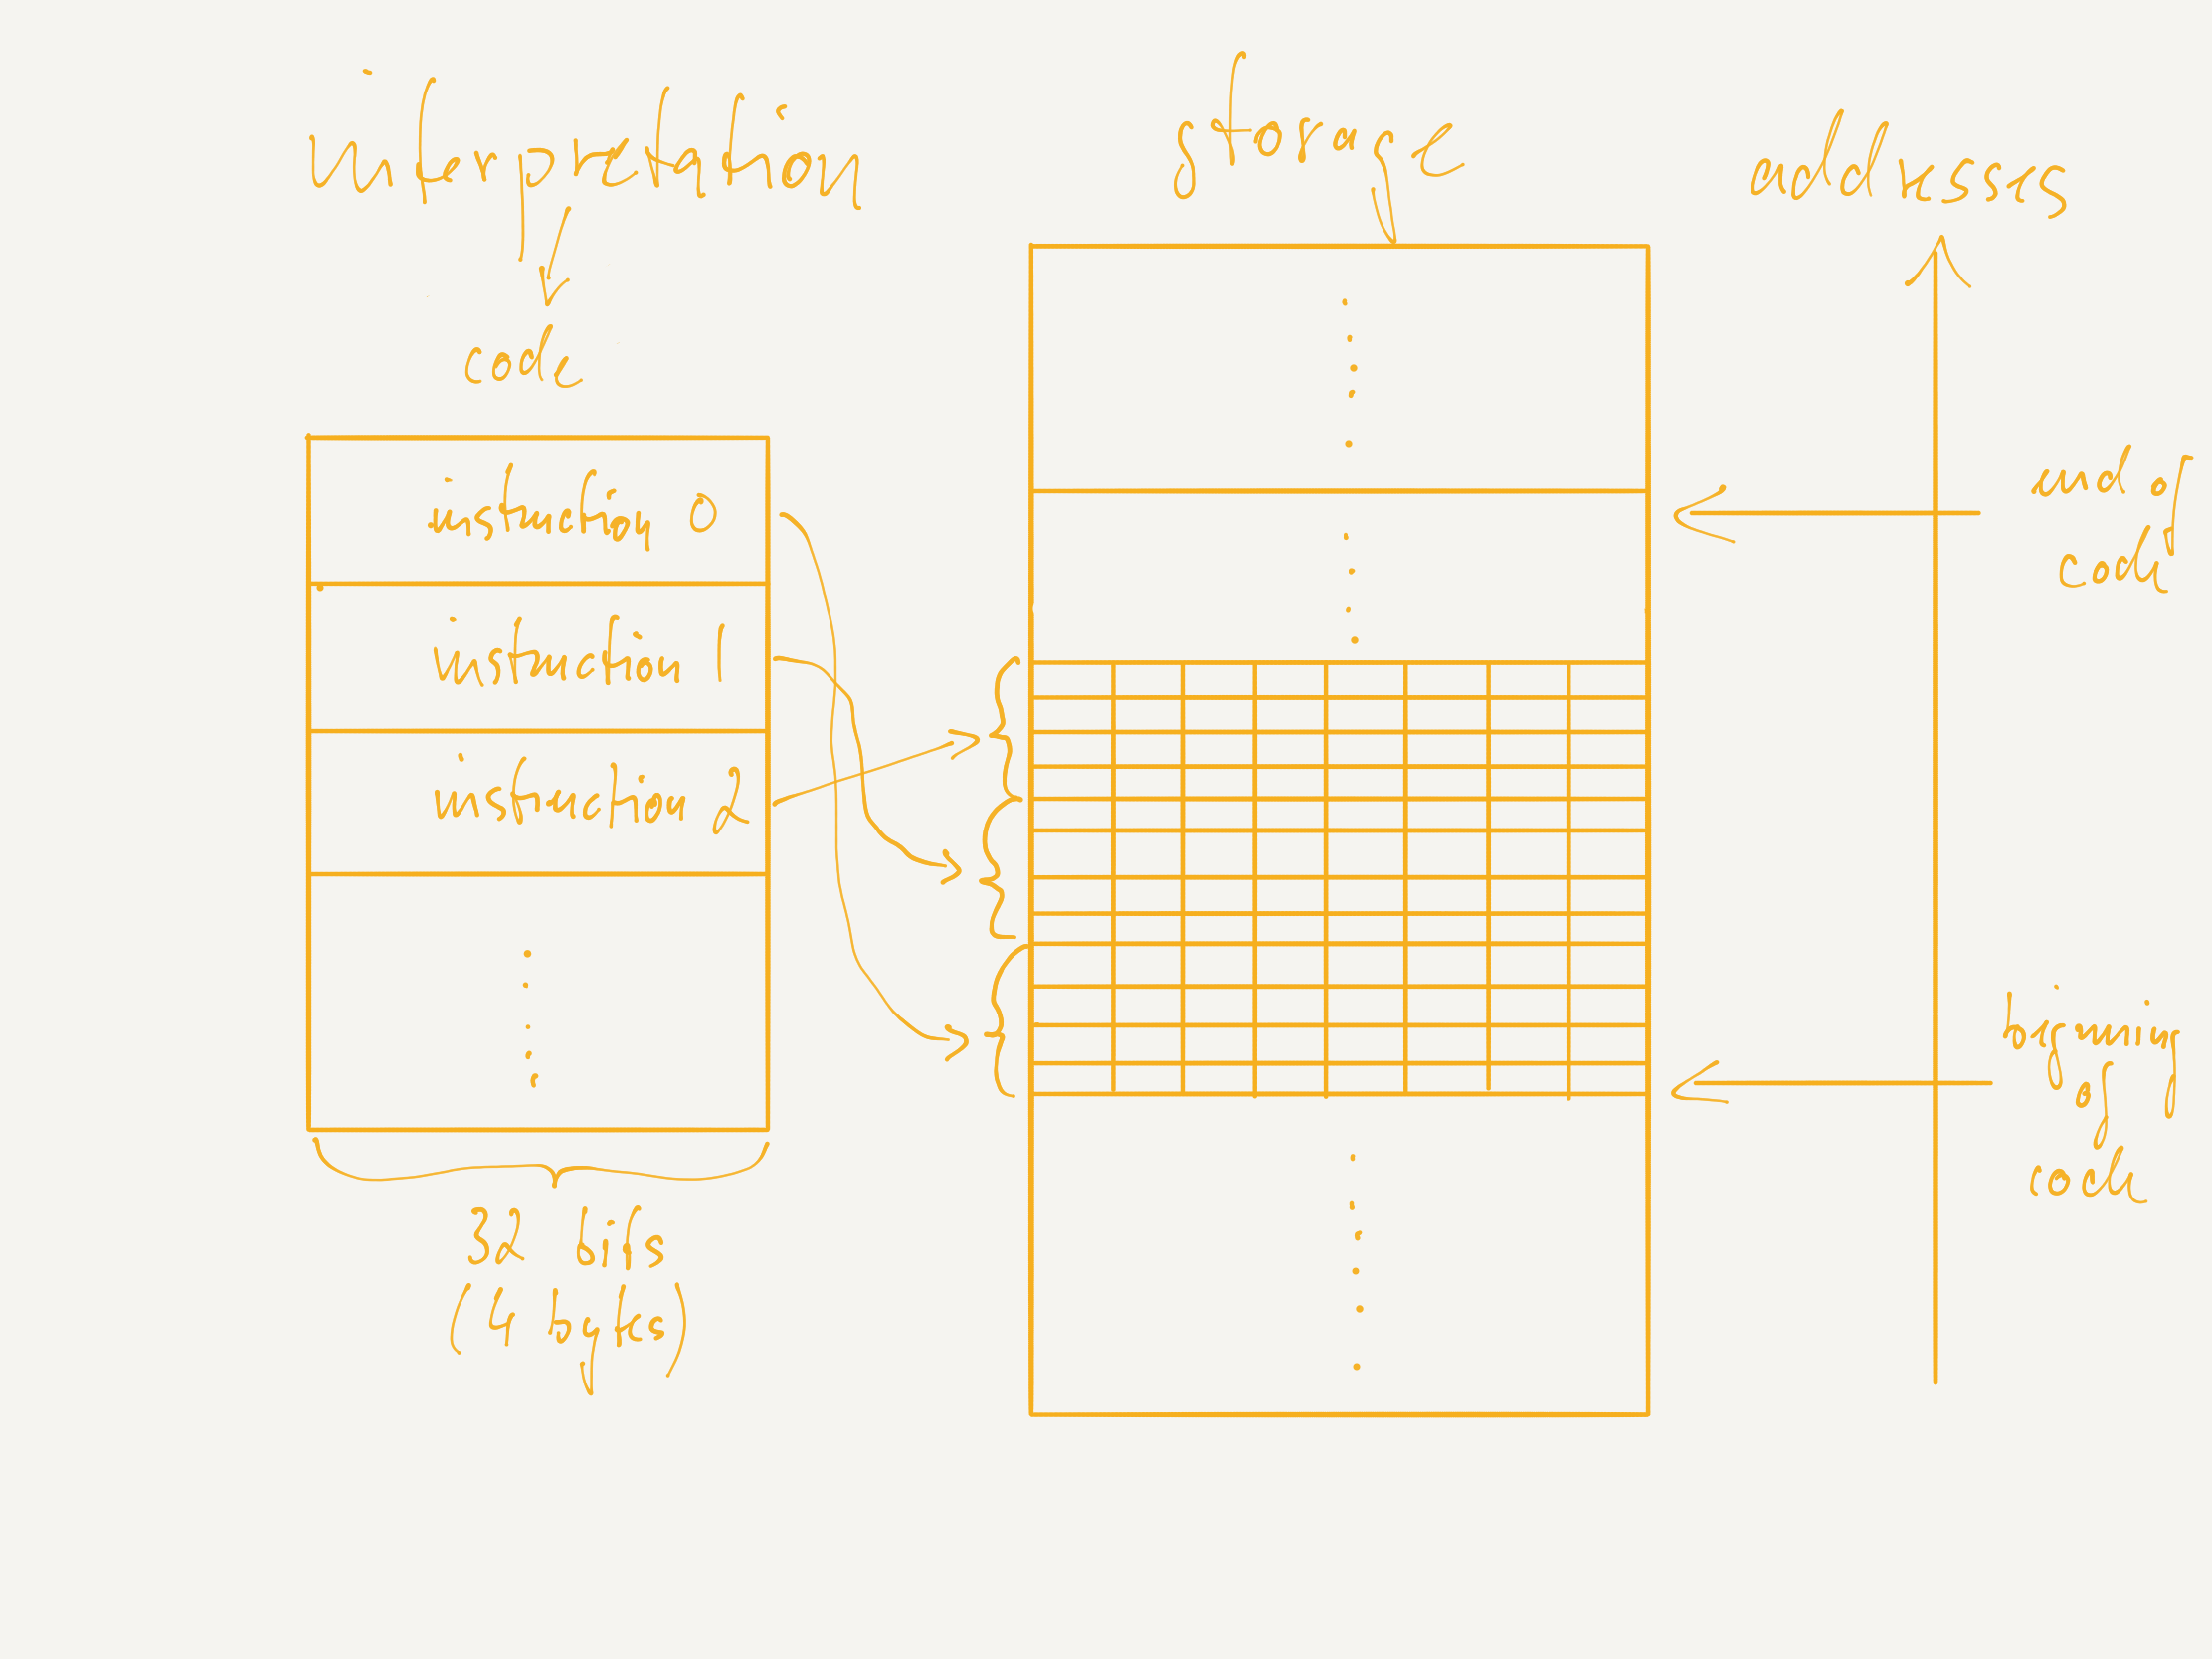 interpretation
code
instruction 0
instruction 1
instruction 2
32 bits
(4 bytes)
storage
addresses
end of
code
beginning
of
code